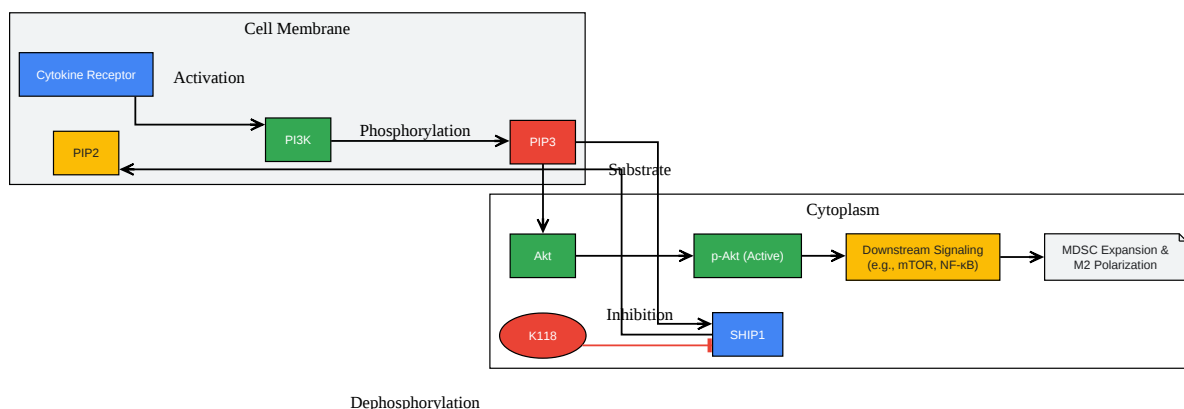 Cell Membrane
Cytokine Receptor
Activation
PI3K
Phosphorylation
PIP3
PIP2
Substrate
Cytoplasm
Akt
p-Akt (Active)
Downstream Signaling
(e.g., mTOR, NF-κB)
MDSC Expansion &
M2 Polarization
Inhibition
K118
SHIP1
Dephosphorylation